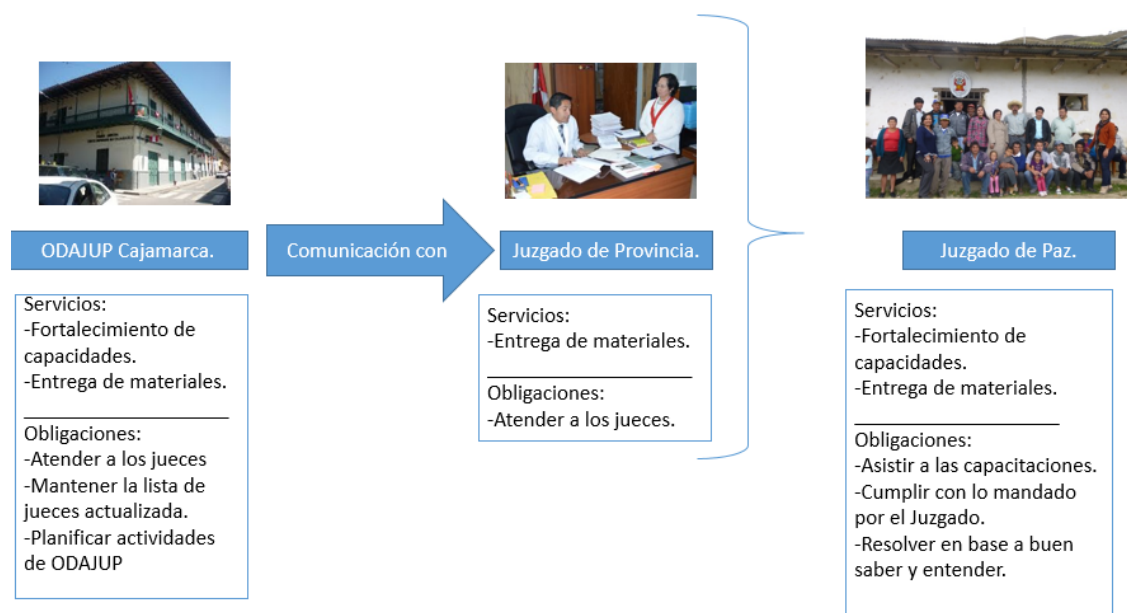 ODAJUP Cajamarca.
Comunicación con
Juzgado de Provincia.
Juzgado de Paz.
Servicios:
-Fortalecimiento de
capacidades.
-Entrega de materiales.
Obligaciones:
-Atender a los jueces
-Mantener la lista de
jueces actualizada.
-Planificar actividades
de ODAJUP
Servicios:
-Entrega de materiales.
Obligaciones:
-Atender a los jueces.
Servicios:
-Fortalecimiento de
capacidades.
-Entrega de materiales.
Obligaciones:
-Asistir a las capacitaciones.
-Cumplir con lo mandado
por el Juzgado.
-Resolver en base a buen
saber y entender.